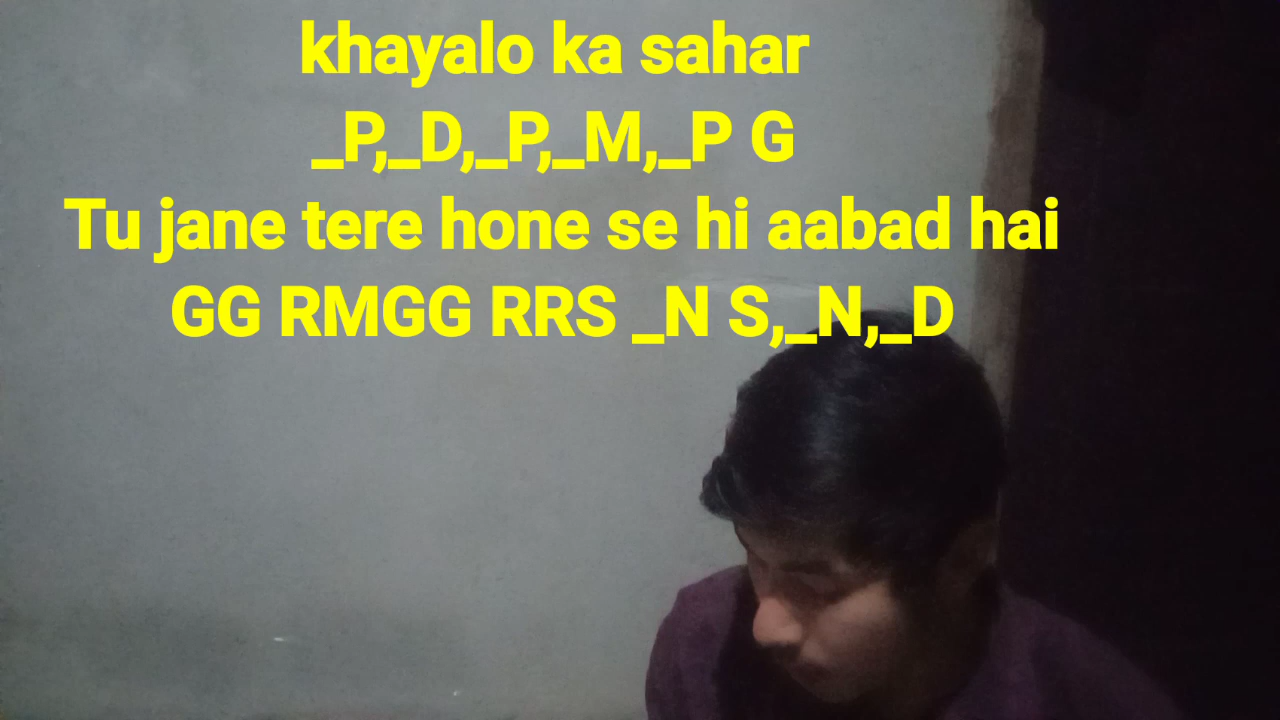 khayalo ka sahar
_P,_D,_P,_M,_P G
Tu jane tere hone se hi aabad hai
GG RMGG RRS _N S,_N,_D